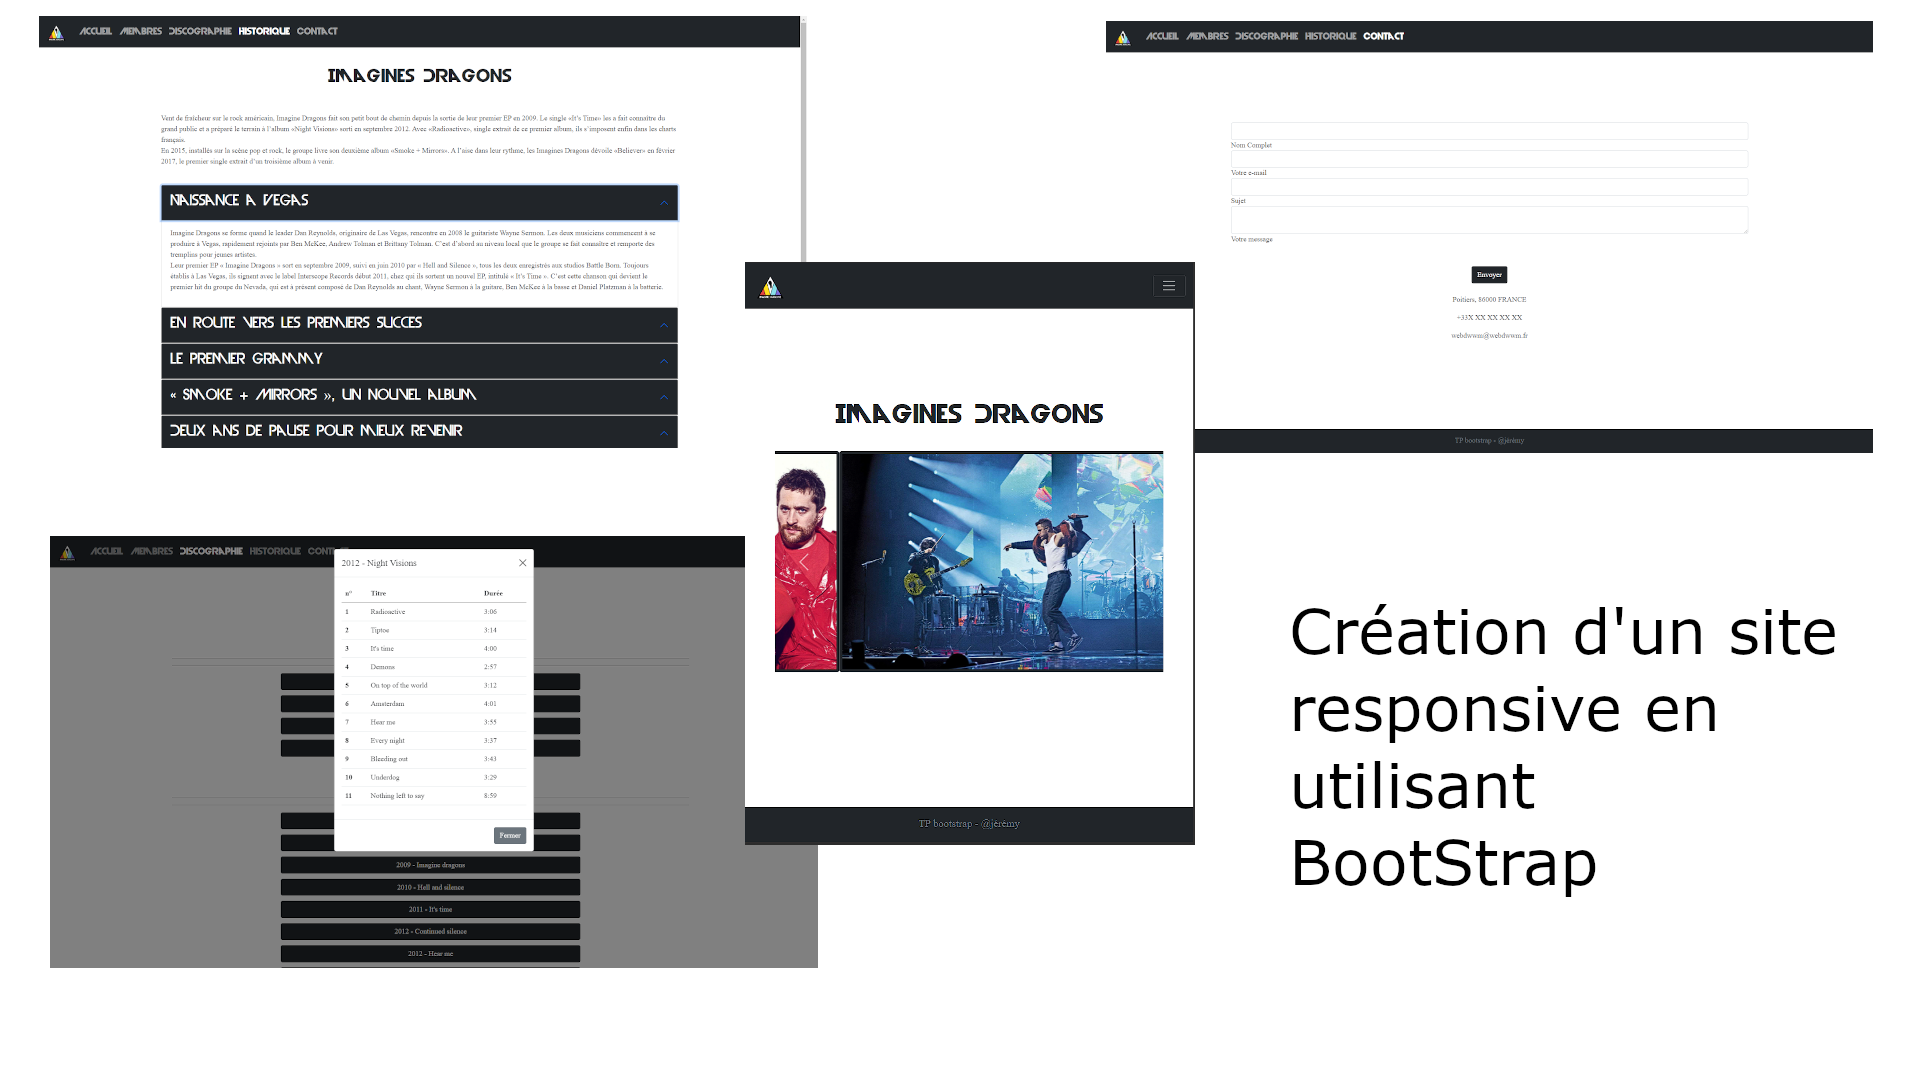 ACCUEIL MEMBRES DISCOGRAPHIE HISTORIQUE CONTACT
IMAGINES DRAGONS
Vent de fraîcheur sur le rock américain, Imagine Dragons fait son petit bout de chemin depuis la sortie de leur premier EP en 2009. Le single «It's Time» les a fait connaître du
grand public et a préparé le terrain à l'album «Night Visions» sorti en septembre 2012. Avec «Radioactive», single extrait de ce premier album, ils s'imposent enfin dans les charts
français.
En 2015, installés sur la scène pop et rock, le groupe livre son deuxième album «Smoke + Mirrors». A l'aise dans leur rythme, les Imagines Dragons dévoile «Believer» en février
2017, le premier single extrait d'un troisième album à venir.
NAISSANCE A VEGAS
Imagine Dragons se forme quand le leader Dan Reynolds, originaire de Las Vegas, rencontre en 2008 le guitariste Wayne Sermon. Les deux musiciens commencent à se
produire à Vegas, rapidement rejoints par Ben McKee, Andrew Tolman et Brittany Tolman. C'est d'abord au niveau local que le groupe se fait connaître et remporte des
tremplins pour jeunes artistes.
Leur premier EP « Imagine Dragons » sort en septembre 2009, suivi en juin 2010 par « Hell and Silence », tous les deux enregistrés aux studios Battle Born. Toujours
établis à Las Vegas, ils signent avec le label Interscope Records début 2011, chez qui ils sortent un nouvel EP, intitulé « It's Time ». C'est cette chanson qui devient le
premier hit du groupe du Nevada, qui est à présent composé de Dan Reynolds au chant, Wayne Sermon à la guitare, Ben McKee à la basse et Daniel Platzman à la batterie.
EN ROUTE VERS LES PREMIERS SUCCES
LE PREMIER GRAMMY
« SMOKE + MIRRORS », UN NOUVEL ALBUM
DEUX ANS DE PAUSE POUR MIEUX REVENIR
ACCUEIL MEMBRES DISCOGRAPHIE HISTORIQUE CONTACT
Nom Complet
Votre e-mail
Sujet
Votre message
Envoyer
Poitiers, 86000 FRANCE
+33X XX XX XX XX
webdwwm@webdwwm.fr
TP bootstrap - @jérémy
IMAGINES DRAGONS
TP bootstrap - @jérémy
ACCUEIL MEMBRES DISCOGRAPHIE HISTORIQUE CONT
2012 - Night Visions
n° Titre Durée
1 Radioactive 3:06
2 Tiptoe 3:14
3 It's time 4:00
4 Demons 2:57
5 On top of the world 3:12
6 Amsterdam 4:01
7 Hear me 3:55
8 Every night 3:37
9 Bleeding out 3:43
10 Underdog 3:29
11 Nothing left to say 8:59
Fermer
2009 - Imagine dragons
2010 - Hell and silence
2011 - It's time
2012 - Continued silence
2012 - Hear me
Création d'un site
responsive en
utilisant
BootStrap